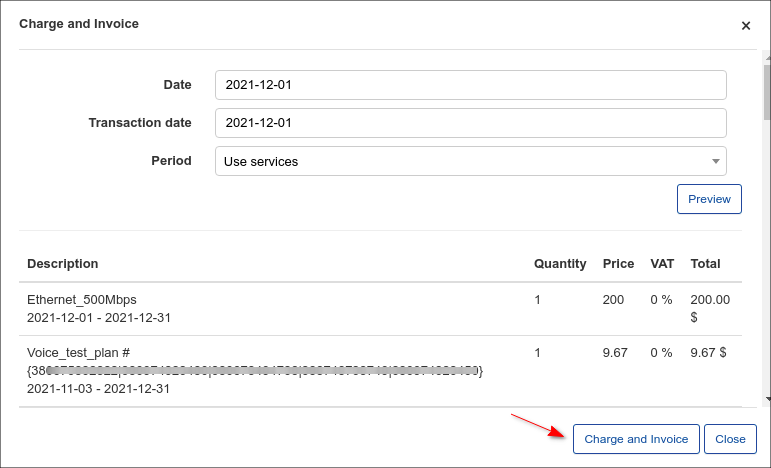 Charge and Invoice ×
Date 2021-12-01
Transaction date 2021-12-01
Period Use services
Preview
Description Quantity Price VAT Total
Ethernet_500Mbps 1 200 0 % 200.00
2021-12-01 - 2021-12-31 $
Voice_test_plan # 1 9.67 0 % 9.67 $
2021-11-03 - 2021-12-31
Charge and Invoice Close